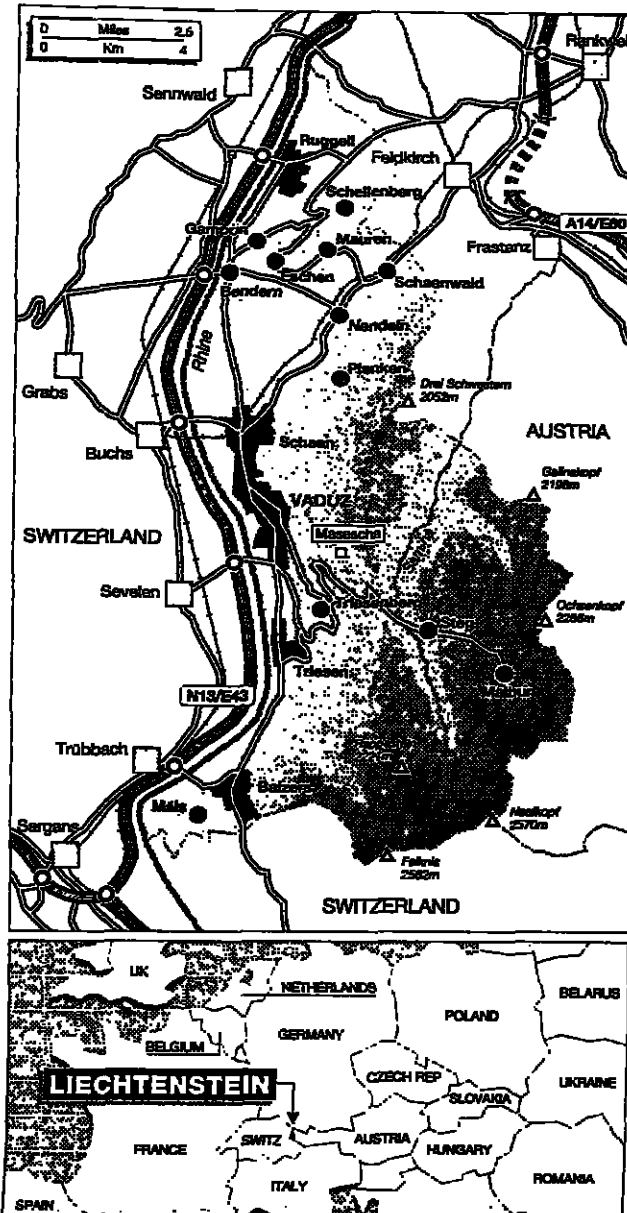 0 Miles 2.5
0 Km 4
Rankweil
Sennwald
Ruggell
Feldkirch
Schellenberg
A14/E60
Gamprin
Mauren
Frastanz
Eschen
Bendern
Schaenwald
Nendeln
Rhine
Planken
Grabs
Drei Schwestern
2052m
AUSTRIA
Buchs
Schaan
Galinakopf
2198m
VADUZ
SWITZERLAND
Masescha
Sevelen
Triesenberg
Steg
Ochsenkopf
2286m
Triesen
Malbun
N13/E43
Trübbach
Balzers
Mäls
Naafkopf
2570m
Sargans
Falknis
2562m
SWITZERLAND
UK
NETHERLANDS
BELARUS
POLAND
GERMANY
BELGIUM
CZECH REP
LIECHTENSTEIN
SLOVAKIA
UKRAINE
FRANCE
SWITZ
AUSTRIA
HUNGARY
ITALY
ROMANIA
SPAIN